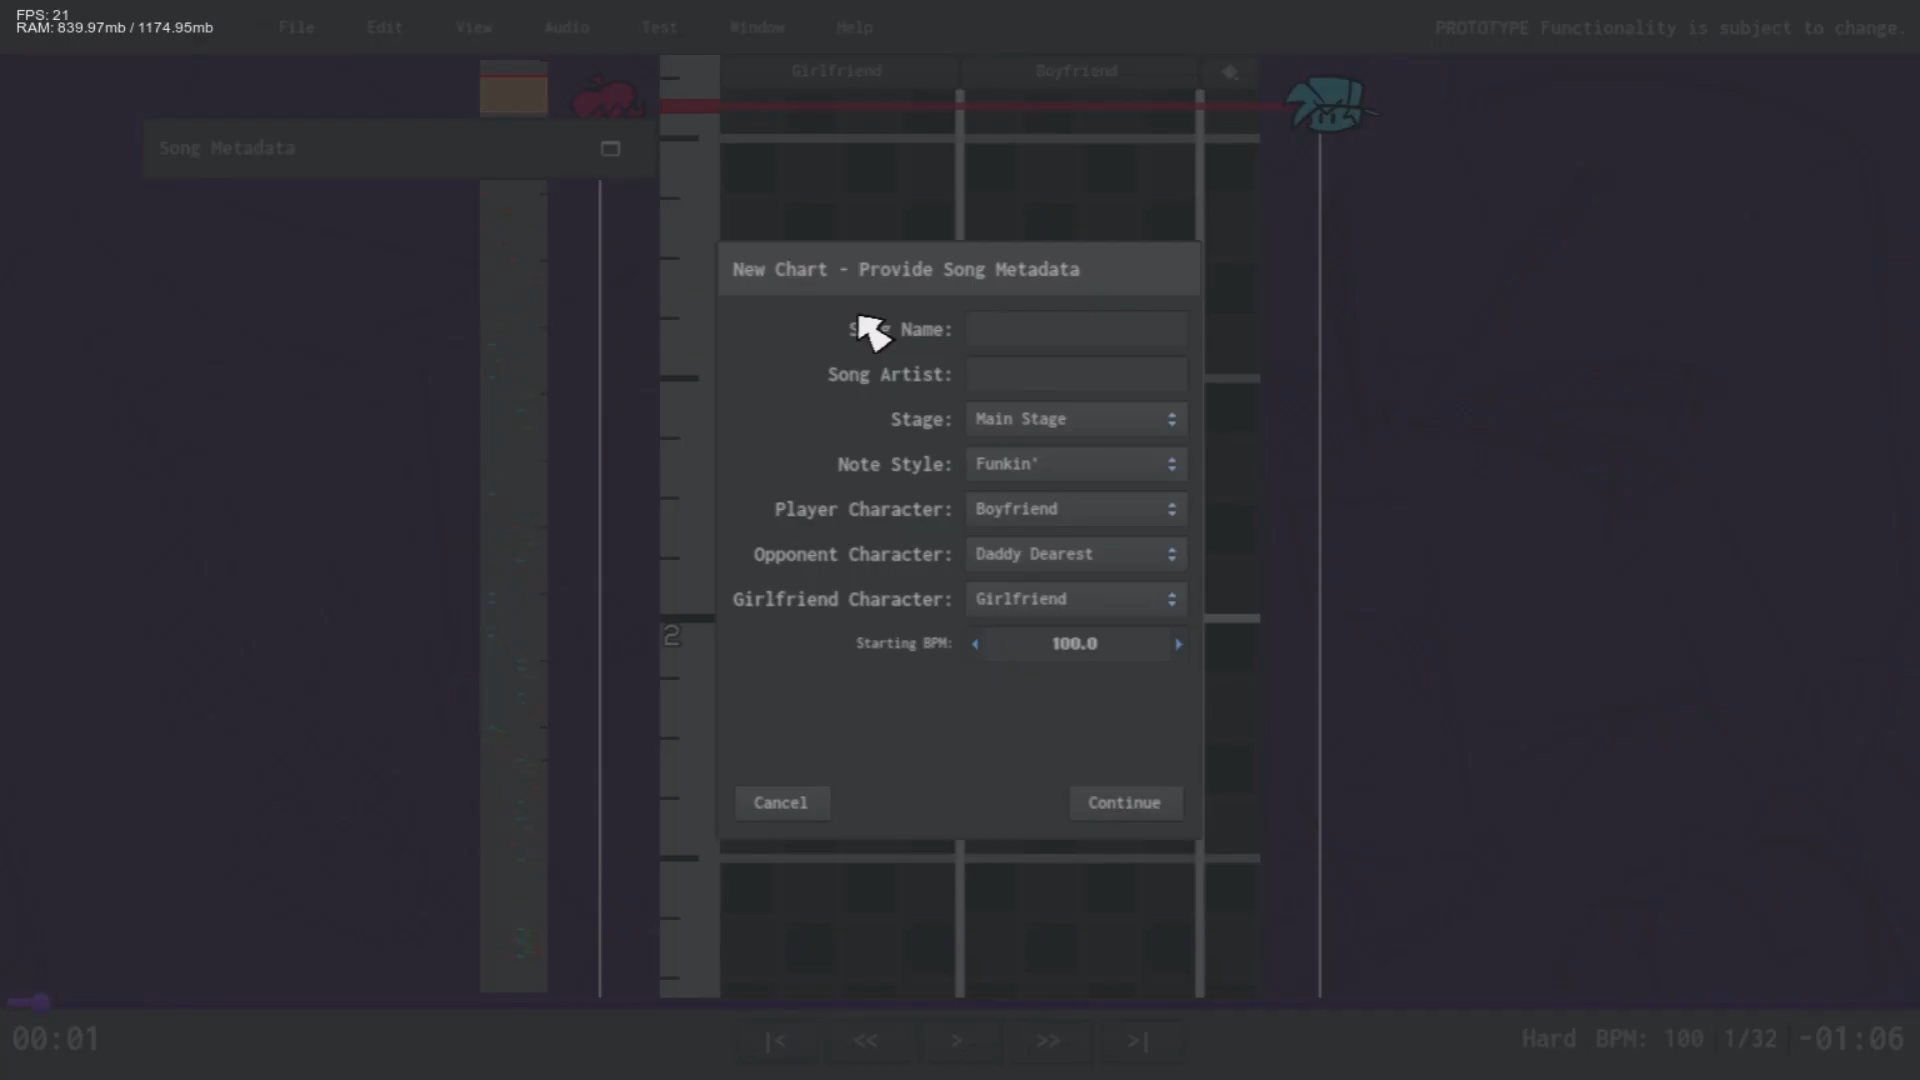 FPS: 21
RAM: 839.97mb / 1174.95mb
File Edit View Audio Test Window Help
PROTOTYPE Functionality is subject to change.
Girlfriend Boyfriend
Song Metadata
New Chart - Provide Song Metadata
Name:
Song Artist:
Stage: Main Stage
Note Style: Funkin'
Player Character: Boyfriend
Opponent Character: Daddy Dearest
Girlfriend Character: Girlfriend
2
Starting BPM: 100.0
Cancel Continue
00:01 |< << > >> >| Hard BPM: 100 1/32 -01:06